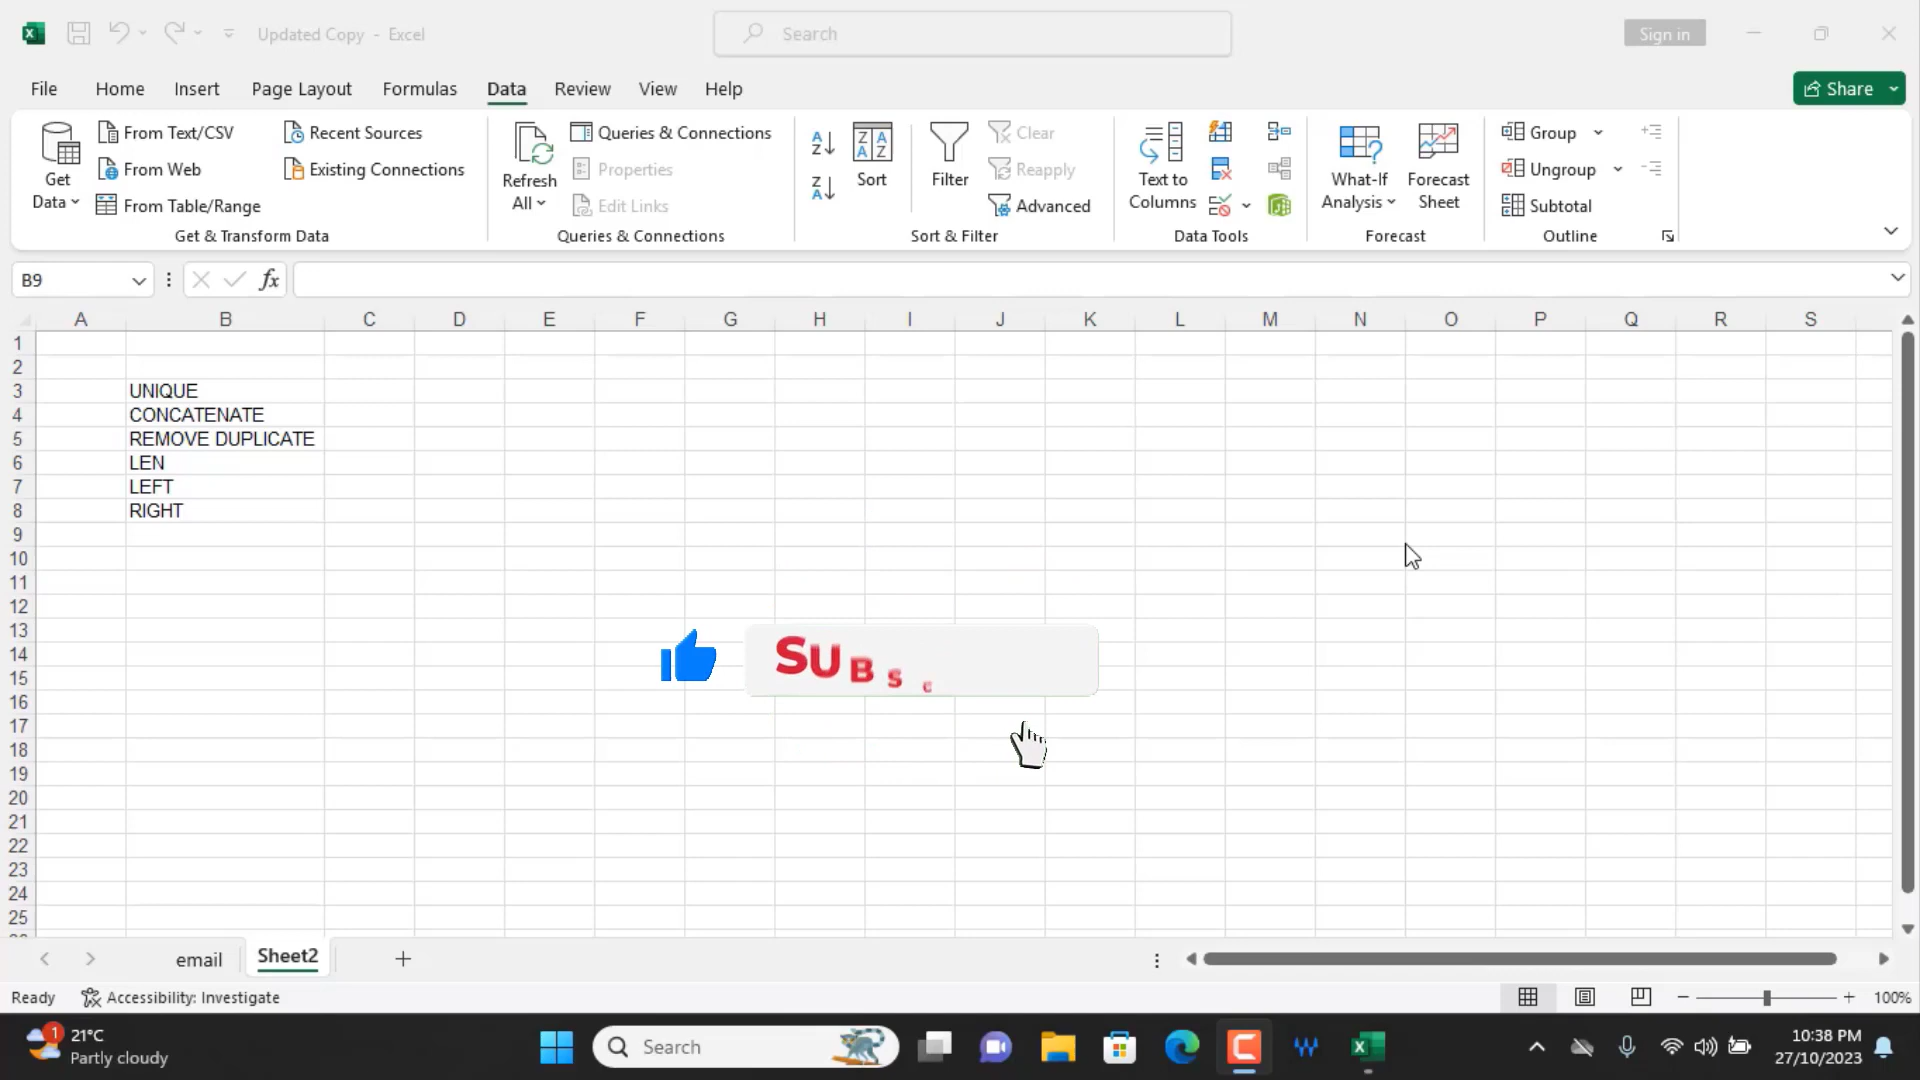 Updated Copy - Excel
Search
Sign in
File Home Insert Page Layout Formulas Data Review View Help
Share
Get Data
From Text/CSV
From Web
From Table/Range
Recent Sources
Existing Connections
Get & Transform Data
Refresh All
Queries & Connections
Properties
Edit Links
Queries & Connections
Sort
Filter
Clear
Reapply
Advanced
Sort & Filter
Text to Columns
Data Tools
What-If Analysis
Forecast Sheet
Forecast
Group
Ungroup
Subtotal
Outline
B9
fx
A B C D E F G H I J K L M N O P Q R S
1
2
3 UNIQUE
4 CONCATENATE
5 REMOVE DUPLICATE
6 LEN
7 LEFT
8 RIGHT
9
10
11
12
13
14
15
16
17
18
19
20
21
22
23
24
25
SUBSC
email Sheet2
Ready Accessibility: Investigate
100%
1
21°C
Partly cloudy
Search
10:38 PM
27/10/2023